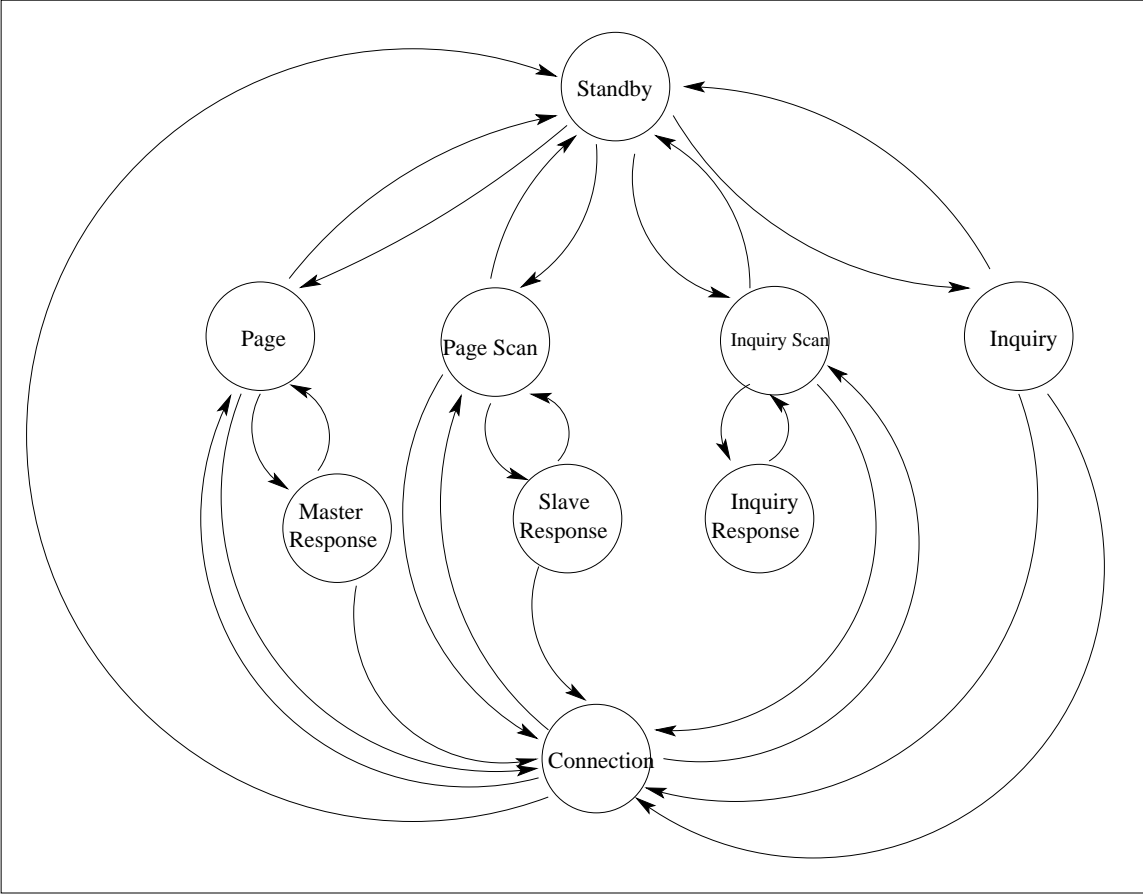 Standby
Page
Page Scan
Inquiry Scan
Inquiry
Master
Response
Slave
Response
Inquiry
Response
Connection